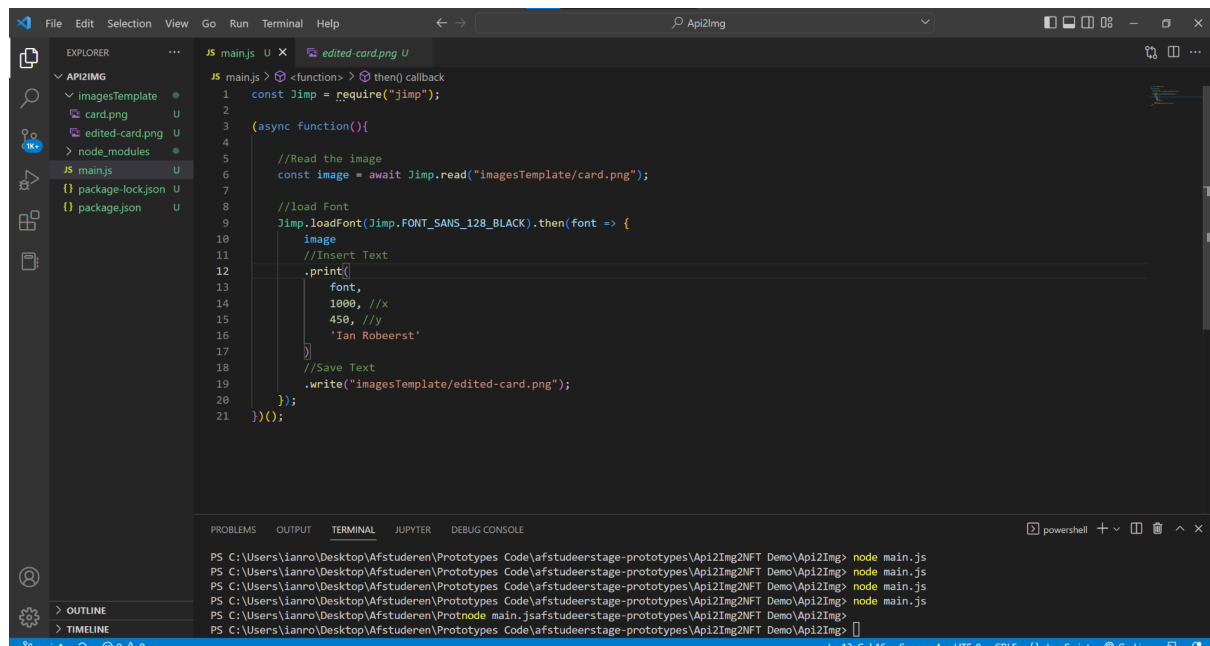 File Edit Selection View Go Run Terminal Help ← → Api2Img
EXPLORER ···
API2IMG
imagesTemplate
card.png U
edited-card.png U
node_modules
JS main.js U
{} package-lock.json U
{} package.json U
1K+
OUTLINE
TIMELINE
JS main.js U × edited-card.png U
JS main.js > <function> > then() callback
1 const Jimp = require("jimp");
2
3 (async function(){
4
5 //Read the image
6 const image = await Jimp.read("imagesTemplate/card.png");
7
8 //load Font
9 Jimp.loadFont(Jimp.FONT_SANS_128_BLACK).then(font => {
10 image
11 //Insert Text
12 .print(
13 font,
14 1000, //x
15 450, //y
16 'Ian Robeerst'
17 )
18 //Save Text
19 .write("imagesTemplate/edited-card.png");
20 });
21 })();
PROBLEMS OUTPUT TERMINAL JUPYTER DEBUG CONSOLE powershell
PS C:\Users\ianro\Desktop\Afstuderen\Prototypes Code\afstudeerstage-prototypes\Api2Img2NFT Demo\Api2Img> node main.js
PS C:\Users\ianro\Desktop\Afstuderen\Prototypes Code\afstudeerstage-prototypes\Api2Img2NFT Demo\Api2Img> node main.js
PS C:\Users\ianro\Desktop\Afstuderen\Prototypes Code\afstudeerstage-prototypes\Api2Img2NFT Demo\Api2Img> node main.js
PS C:\Users\ianro\Desktop\Afstuderen\Prototypes Code\afstudeerstage-prototypes\Api2Img2NFT Demo\Api2Img> node main.js
PS C:\Users\ianro\Desktop\Afstuderen\Protnode main.jsafstudeerstage-prototypes\Api2Img2NFT Demo\Api2Img>
PS C:\Users\ianro\Desktop\Afstuderen\Prototypes Code\afstudeerstage-prototypes\Api2Img2NFT Demo\Api2Img>